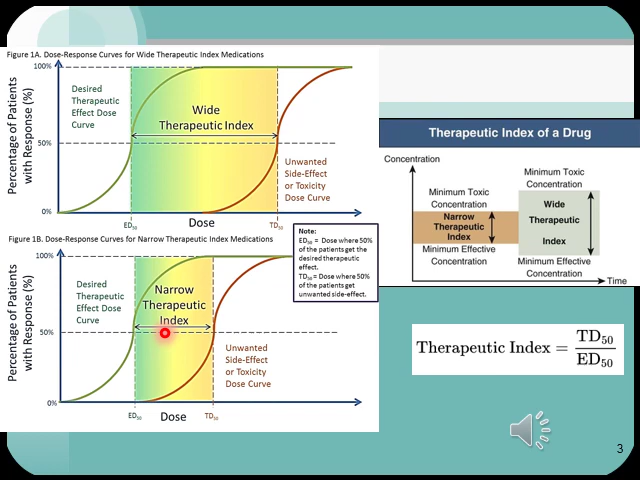 Figure 1A. Dose-Response Curves for Wide Therapeutic Index Medications
Percentage of Patients
with Response (%)
100%
50%
0%
Desired
Therapeutic
Effect Dose
Curve
Wide
Therapeutic Index
Unwanted
Side-Effect
or Toxicity
Dose Curve
ED50
Dose
TD50
Note:
ED50 = Dose where 50%
of the patients get the
desired therapeutic
effect.
TD50 = Dose where 50%
of the patients get
unwanted side-effect.
Figure 1B. Dose-Response Curves for Narrow Therapeutic Index Medications
Percentage of Patients
with Response (%)
100%
50%
0%
Desired
Therapeutic
Effect Dose
Curve
Narrow
Therapeutic
Index
Unwanted
Side-Effect
or Toxicity
Dose Curve
ED50
Dose
TD50
Therapeutic Index of a Drug
Concentration
Minimum Toxic
Concentration
Narrow
Therapeutic
Index
Minimum Effective
Concentration
Minimum Toxic
Concentration
Wide
Therapeutic
Index
Minimum Effective
Concentration
Time
Therapeutic Index = TD50 / ED50
3